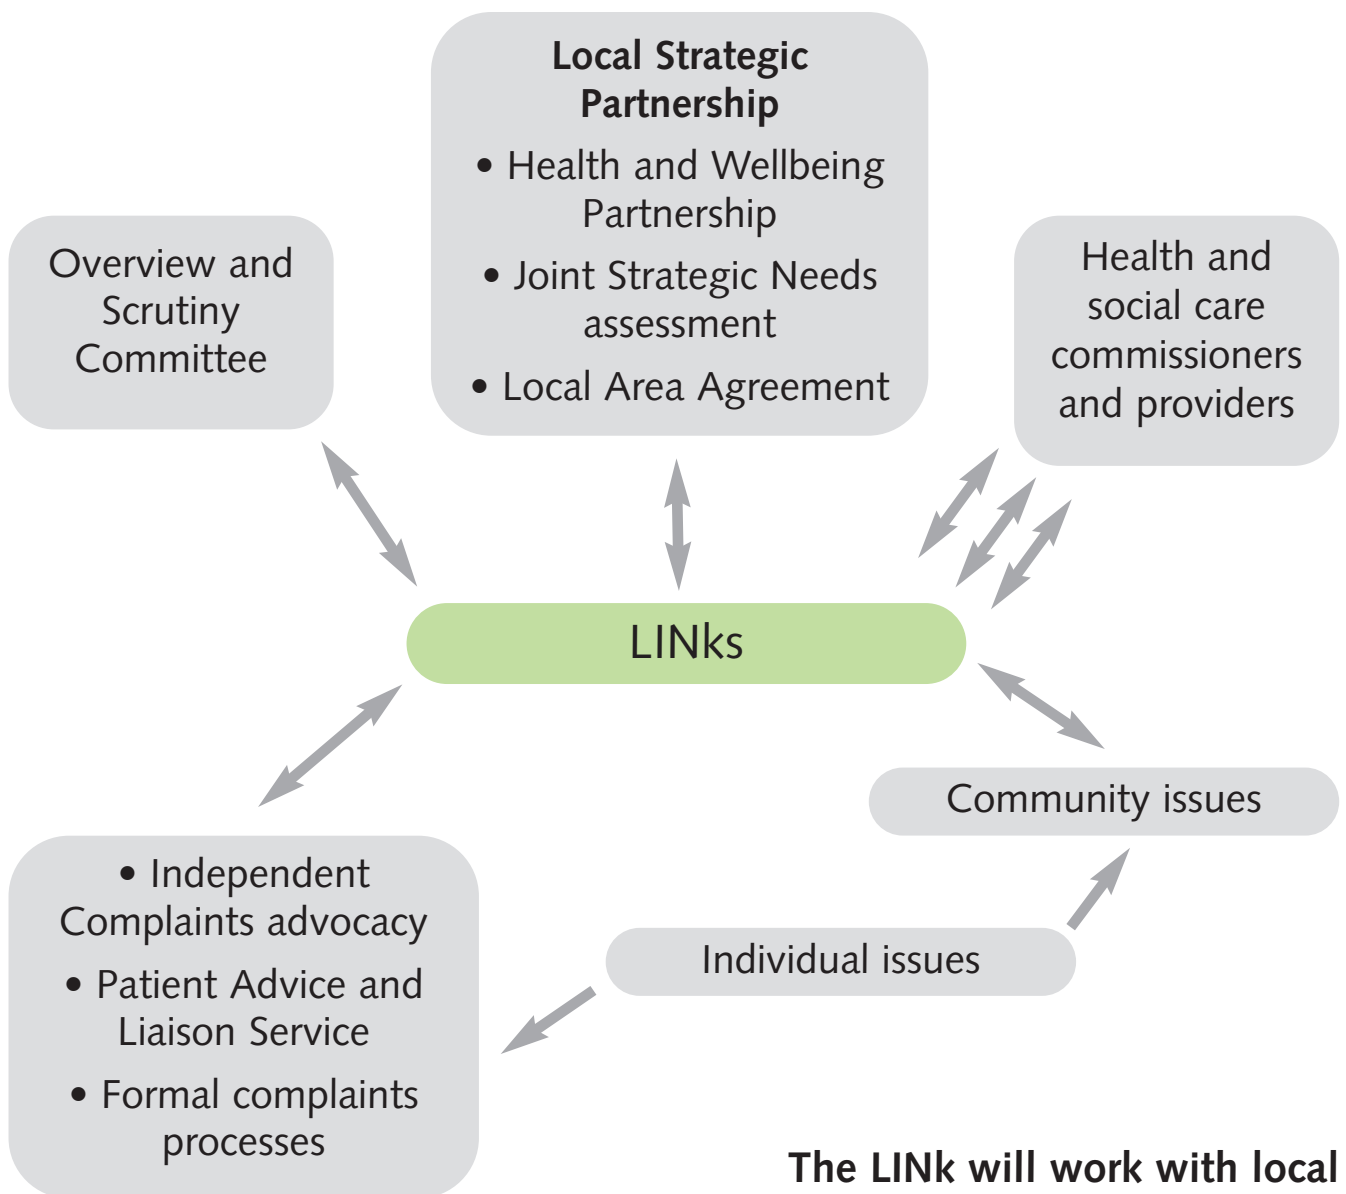 Local Strategic
Partnership
• Health and Wellbeing
Partnership
• Joint Strategic Needs
assessment
• Local Area Agreement
Overview and
Scrutiny
Committee
Health and
social care
commissioners
and providers
LINks
Community issues
Individual issues
• Independent
Complaints advocacy
• Patient Advice and
Liaison Service
• Formal complaints
processes
The LINk will work with local